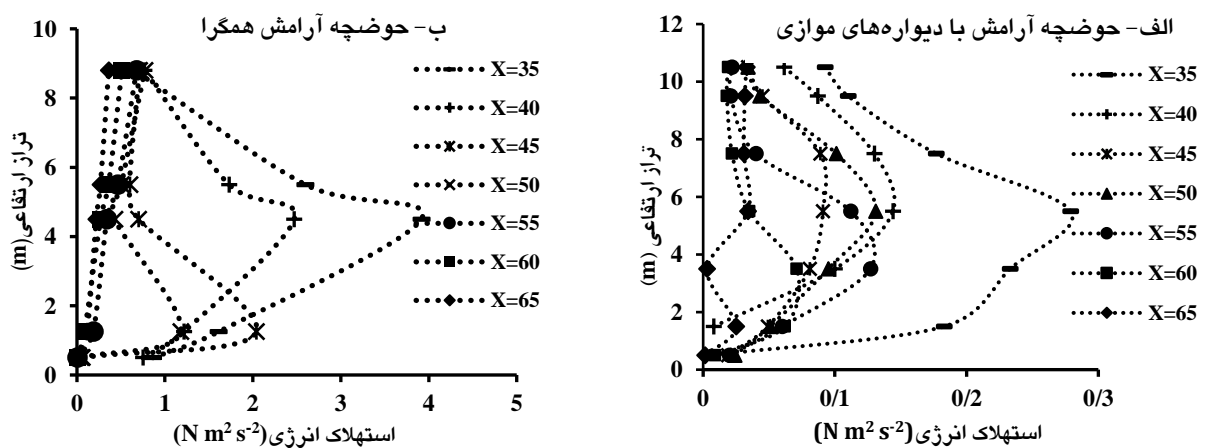 الف- حوضچه آرامش با دیواره‌های موازی
12
10
8
6
4
2
0
تراز ارتفاعی (m)
0
0/1
0/2
0/3
استهلاک انرژی (N m² s⁻²)
X=35
X=40
X=45
X=50
X=55
X=60
X=65
ب- حوضچه آرامش همگرا
10
8
6
4
2
0
تراز ارتفاعی (m)
0
1
2
3
4
5
استهلاک انرژی (N m² s⁻²)
X=35
X=40
X=45
X=50
X=55
X=60
X=65